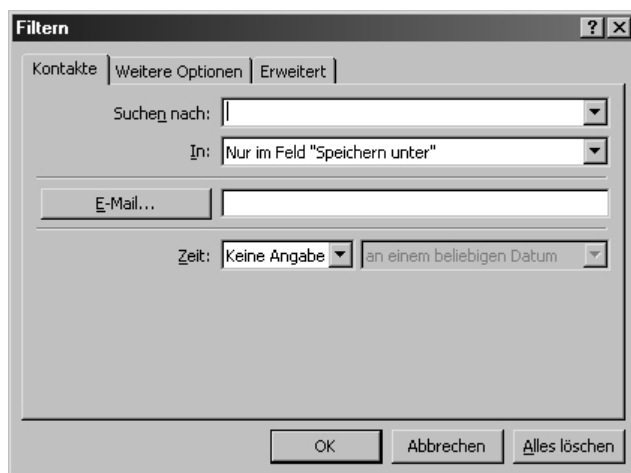 Filtern
Kontakte Weitere Optionen Erweitert
Suchen nach:
In: Nur im Feld "Speichern unter"
E-Mail...
Zeit: Keine Angabe an einem beliebigen Datum
OK Abbrechen Alles löschen